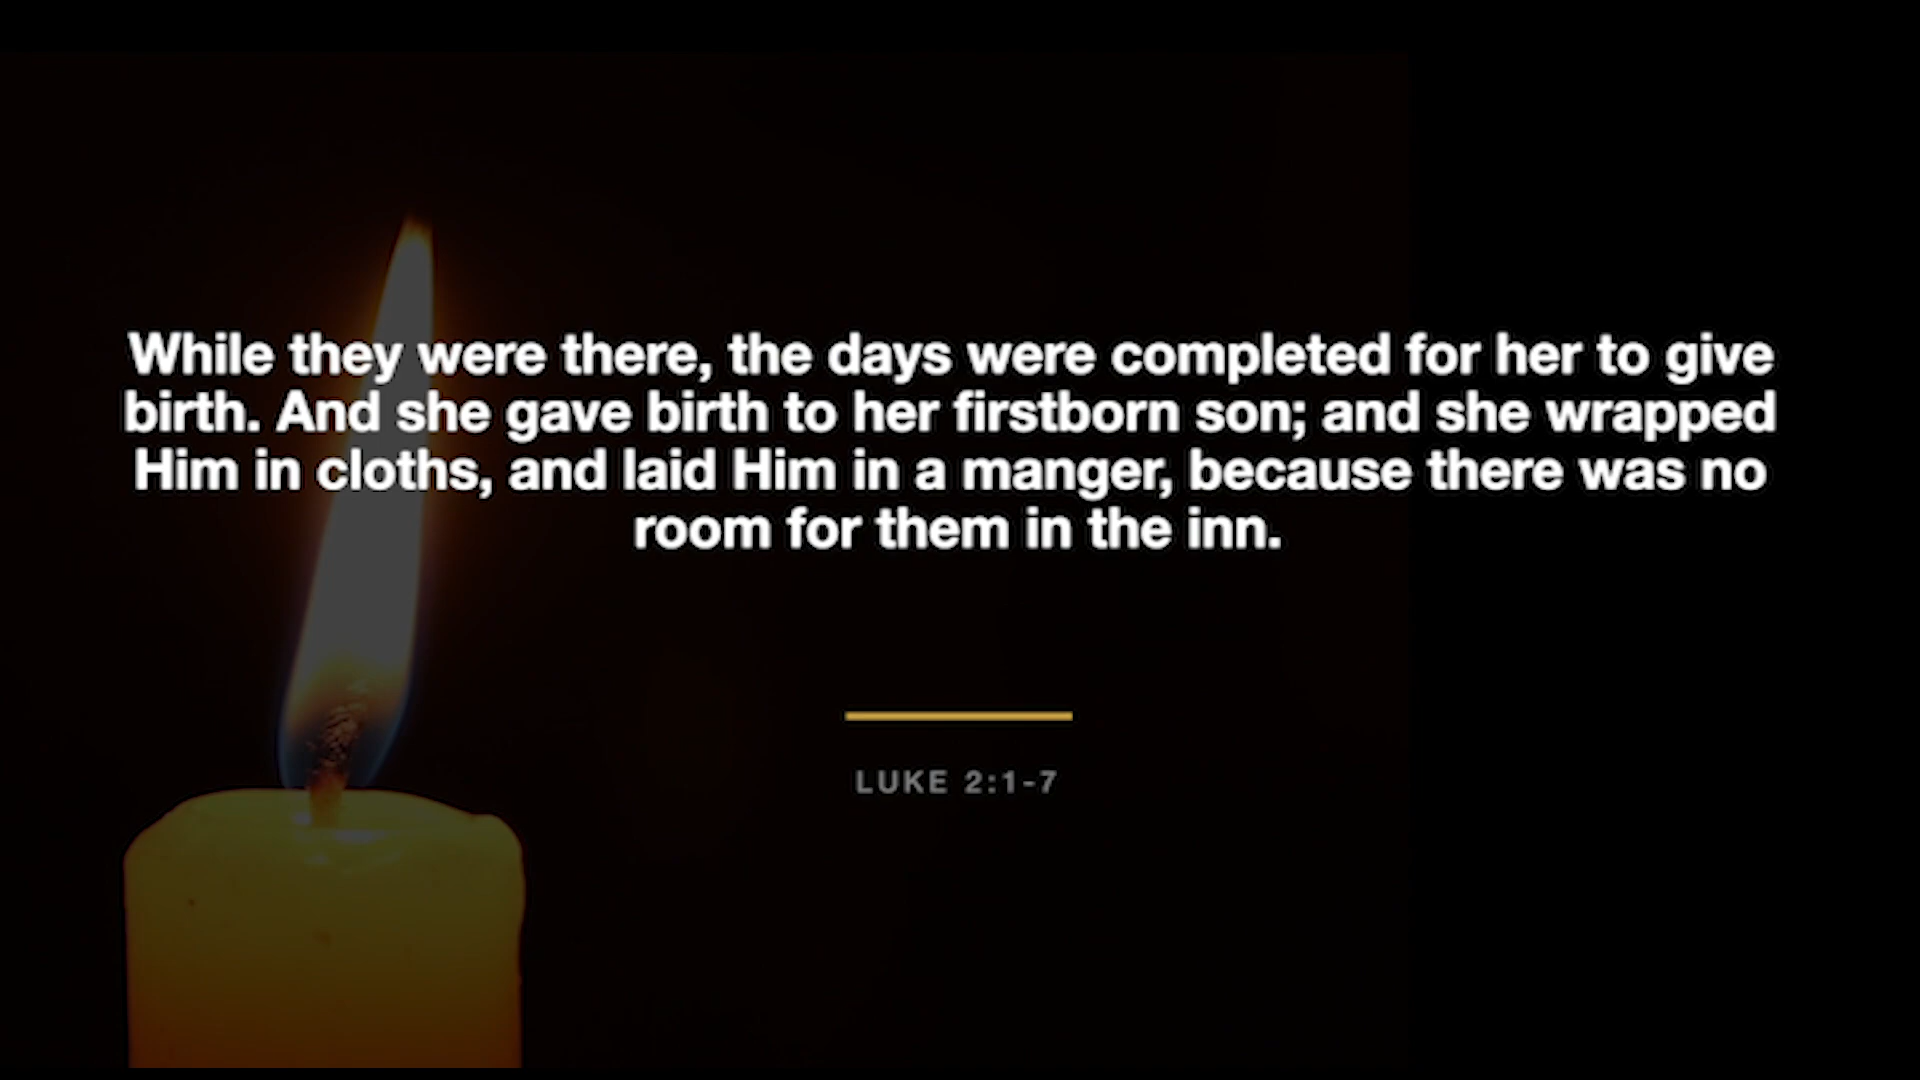 While they were there, the days were completed for her to give
birth. And she gave birth to her firstborn son; and she wrapped
Him in cloths, and laid Him in a manger, because there was no
room for them in the inn.
LUKE 2:1-7